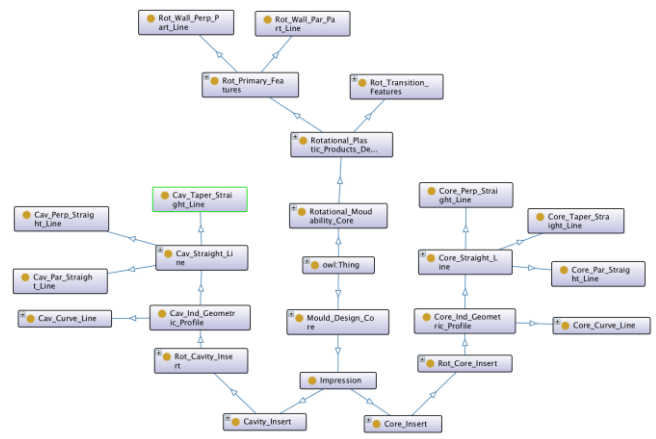 Rot_Wall_Perp_P
art_Line
Rot_Wall_Par_Pa
rt_Line
Rot_Primary_Fea
tures
Rot_Transition_
Features
Rotational_Plas
tic_Products_De...
Cav_Taper_Strai
ght_Line
Rotational_Moud
ability_Core
Core_Perp_Strai
ght_Line
Cav_Perp_Straig
ht_Line
Core_Taper_Stra
ight_Line
Cav_Straight_Li
ne
owl:Thing
Core_Straight_L
ine
Cav_Par_Straigh
t_Line
Core_Par_Straig
ht_Line
Cav_Curve_Line
Cav_Ind_Geometr
ic_Profile
Mould_Design_Co
re
Core_Ind_Geomet
ric_Profile
Core_Curve_Line
Rot_Cavity_Inse
rt
Rot_Core_Insert
Impression
Cavity_Insert
Core_Insert